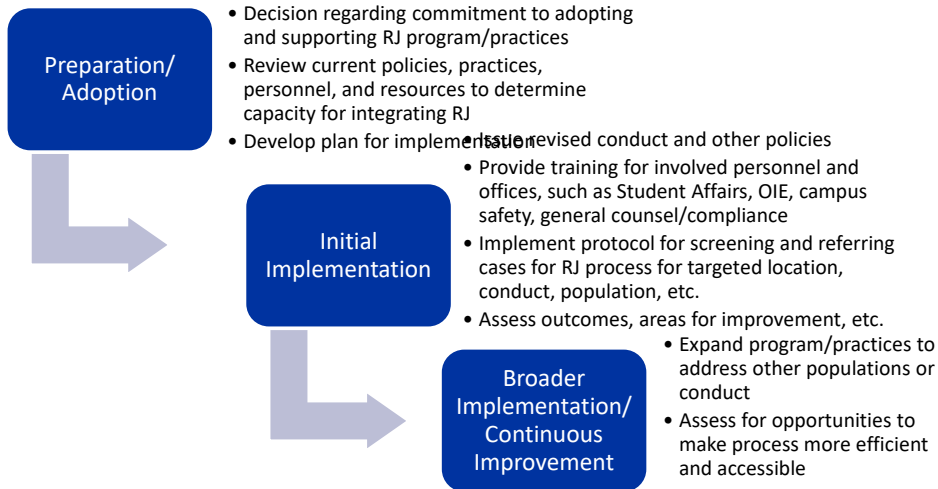 Preparation/
Adoption
• Decision regarding commitment to adopting
and supporting RJ program/practices
• Review current policies, practices,
personnel, and resources to determine
capacity for integrating RJ
• Develop plan for implementation
Initial
Implementation
• Issue revised conduct and other policies
• Provide training for involved personnel and
offices, such as Student Affairs, OIE, campus
safety, general counsel/compliance
• Implement protocol for screening and referring
cases for RJ process for targeted location,
conduct, population, etc.
• Assess outcomes, areas for improvement, etc.
Broader
Implementation/
Continuous
Improvement
• Expand program/practices to
address other populations or
conduct
• Assess for opportunities to
make process more efficient
and accessible